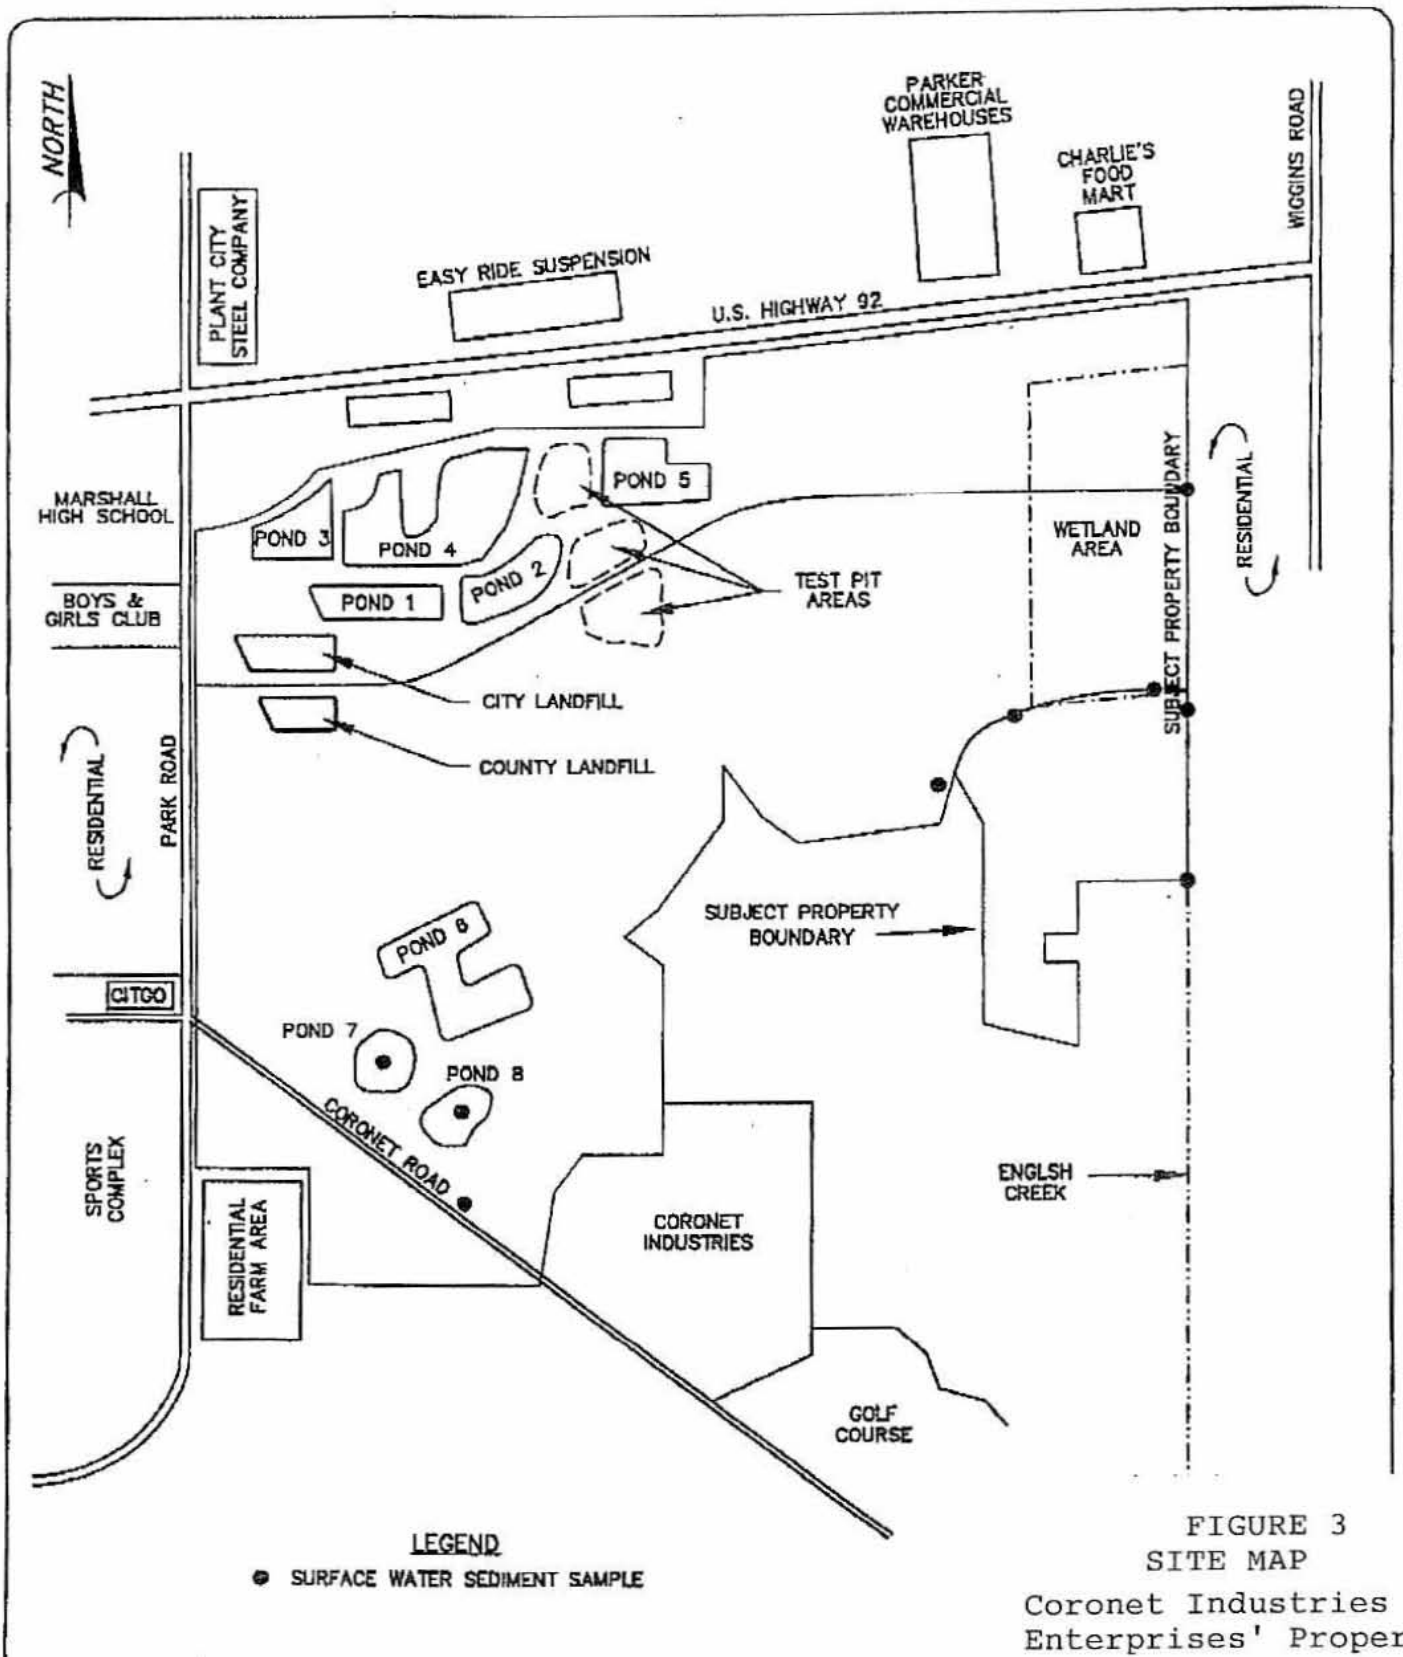 NORTH
PARKER
COMMERCIAL
WAREHOUSES
CHARLIE'S
FOOD
MART
WIGGINS ROAD
PLANT CITY
STEEL COMPANY
EASY RIDE SUSPENSION
U.S. HIGHWAY 92
MARSHALL
HIGH SCHOOL
POND 3
POND 4
POND 5
WETLAND
AREA
SUBJECT PROPERTY BOUNDARY
RESIDENTIAL
BOYS &
GIRLS CLUB
POND 1
POND 2
TEST PIT
AREAS
CITY LANDFILL
COUNTY LANDFILL
RESIDENTIAL
PARK ROAD
SUBJECT PROPERTY
BOUNDARY
POND 6
CITGO
POND 7
POND 8
CORONET ROAD
SPORTS
COMPLEX
RESIDENTIAL
FARM AREA
CORONET
INDUSTRIES
ENGLSH
CREEK
GOLF
COURSE
LEGEND
SURFACE WATER SEDIMENT SAMPLE
FIGURE 3
SITE MAP
Coronet Industries
Enterprises' Proper